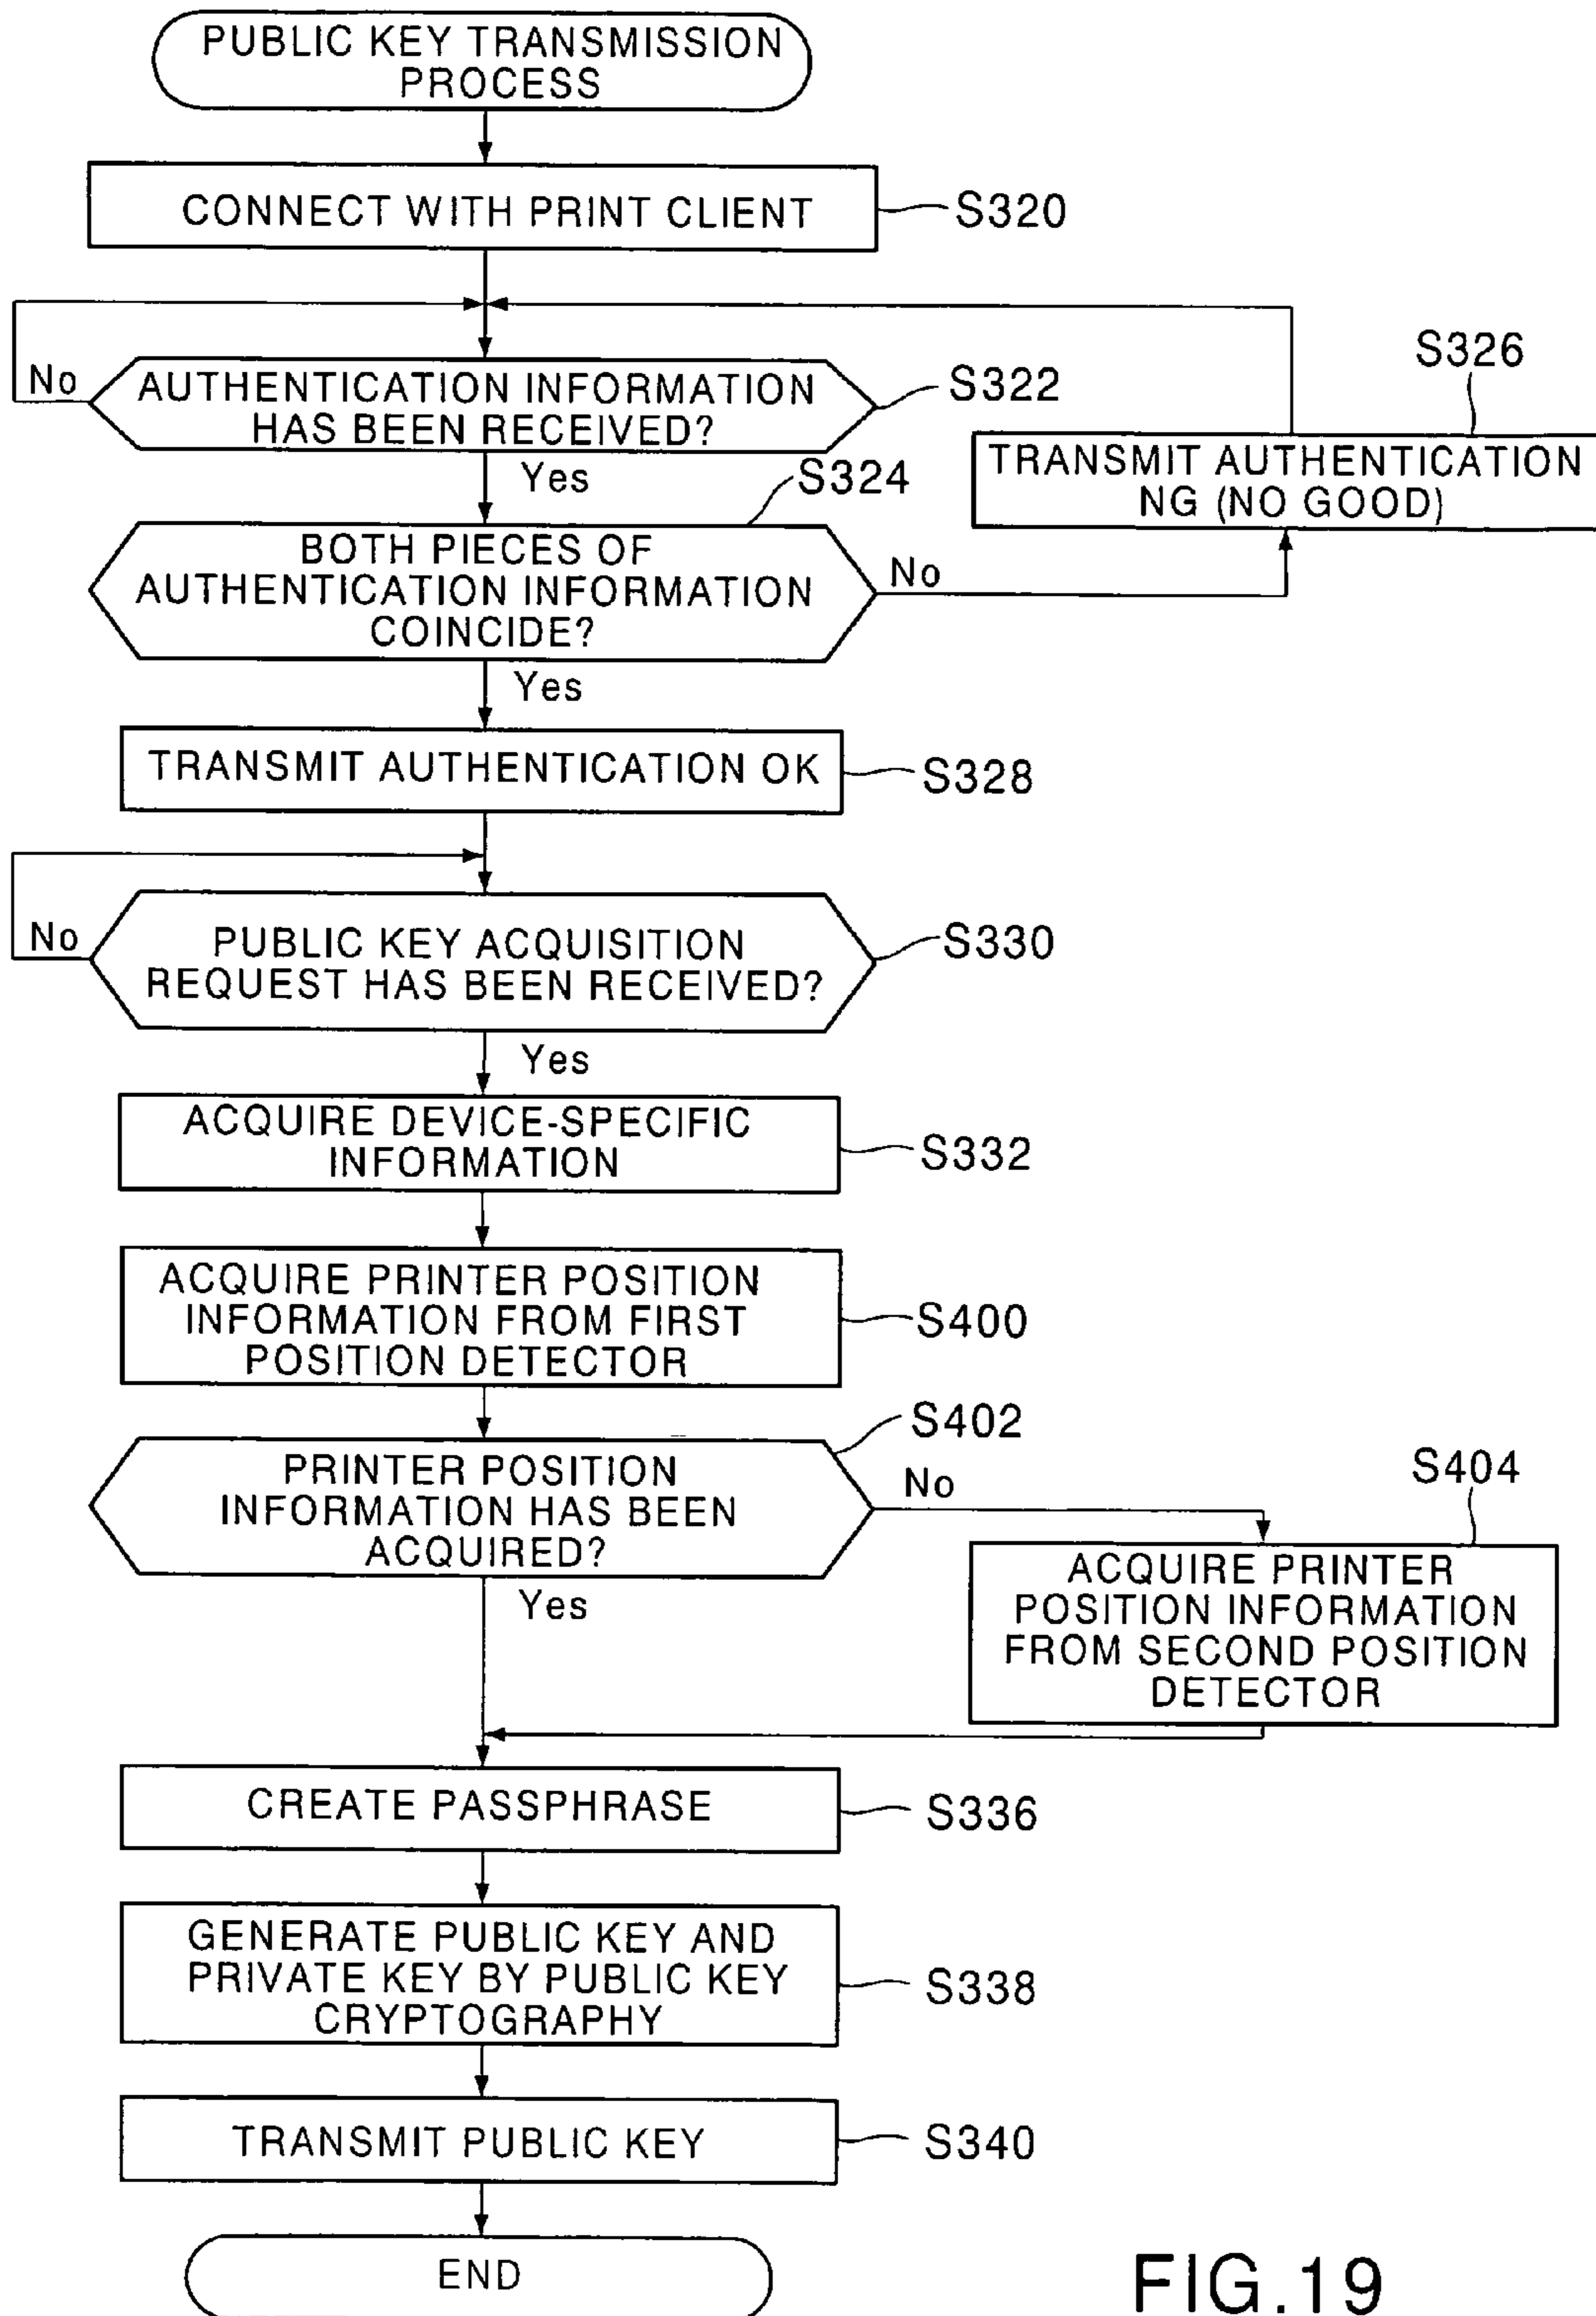 PUBLIC KEY TRANSMISSION
PROCESS
CONNECT WITH PRINT CLIENT
S320
No
AUTHENTICATION INFORMATION
HAS BEEN RECEIVED?
S322
S326
TRANSMIT AUTHENTICATION
NG (NO GOOD)
Yes
S324
BOTH PIECES OF
AUTHENTICATION INFORMATION
COINCIDE?
No
Yes
TRANSMIT AUTHENTICATION OK
S328
No
PUBLIC KEY ACQUISITION
REQUEST HAS BEEN RECEIVED?
S330
Yes
ACQUIRE DEVICE-SPECIFIC
INFORMATION
S332
ACQUIRE PRINTER POSITION
INFORMATION FROM FIRST
POSITION DETECTOR
S400
S402
PRINTER POSITION
INFORMATION HAS BEEN
ACQUIRED?
No
S404
ACQUIRE PRINTER
POSITION INFORMATION
FROM SECOND POSITION
DETECTOR
Yes
CREATE PASSPHRASE
S336
GENERATE PUBLIC KEY AND
PRIVATE KEY BY PUBLIC KEY
CRYPTOGRAPHY
S338
TRANSMIT PUBLIC KEY
S340
END
FIG.19